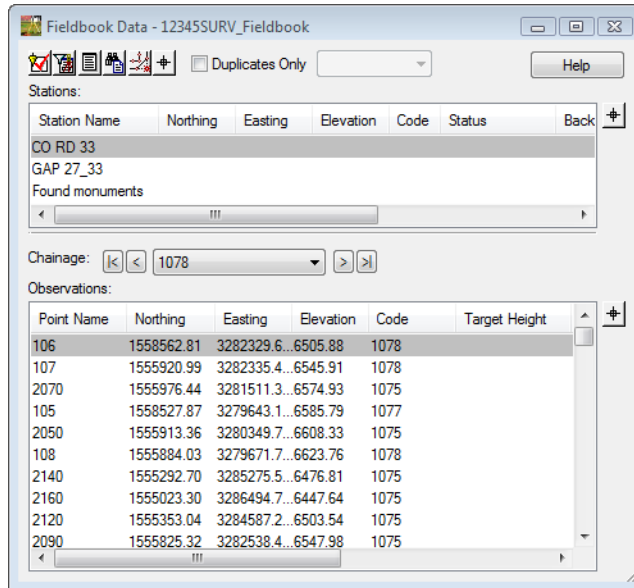 Fieldbook Data - 12345SURV_Fieldbook
Duplicates Only Help
Stations:
Station Name Northing Easting Elevation Code Status Back
CO RD 33
GAP 27_33
Found monuments
Chainage: |< < 1078 > >|
Observations:
Point Name Northing Easting Elevation Code Target Height
106 1558562.81 3282329.6... 6505.88 1078
107 1555920.99 3282335.4... 6545.91 1078
2070 1555976.44 3281511.3... 6574.93 1075
105 1558527.87 3279643.1... 6585.79 1077
2050 1555913.36 3280349.7... 6608.33 1075
108 1555884.03 3279671.7... 6623.76 1078
2140 1555292.70 3285275.5... 6476.81 1075
2160 1555023.30 3286494.7... 6447.64 1075
2120 1555353.04 3284587.2... 6503.54 1075
2090 1555825.32 3282538.4... 6547.98 1075